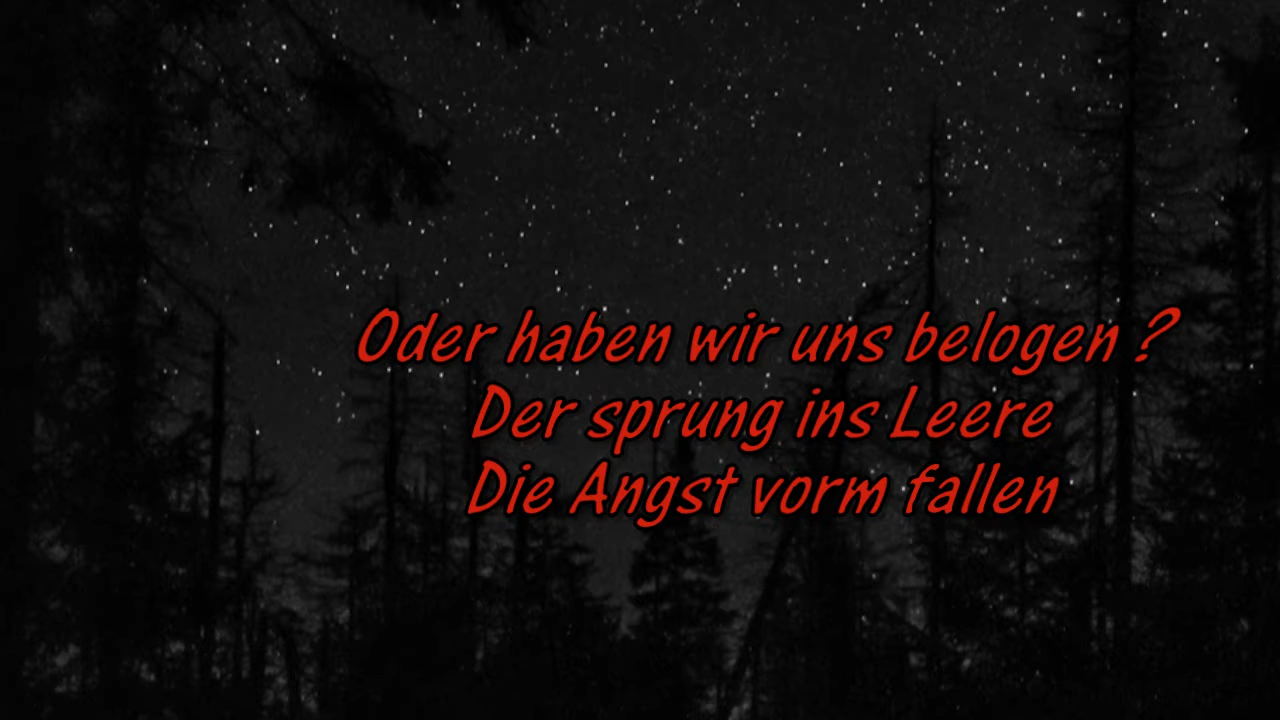 Oder haben wir uns belogen ?
Der sprung ins Leere
Die Angst vorm fallen